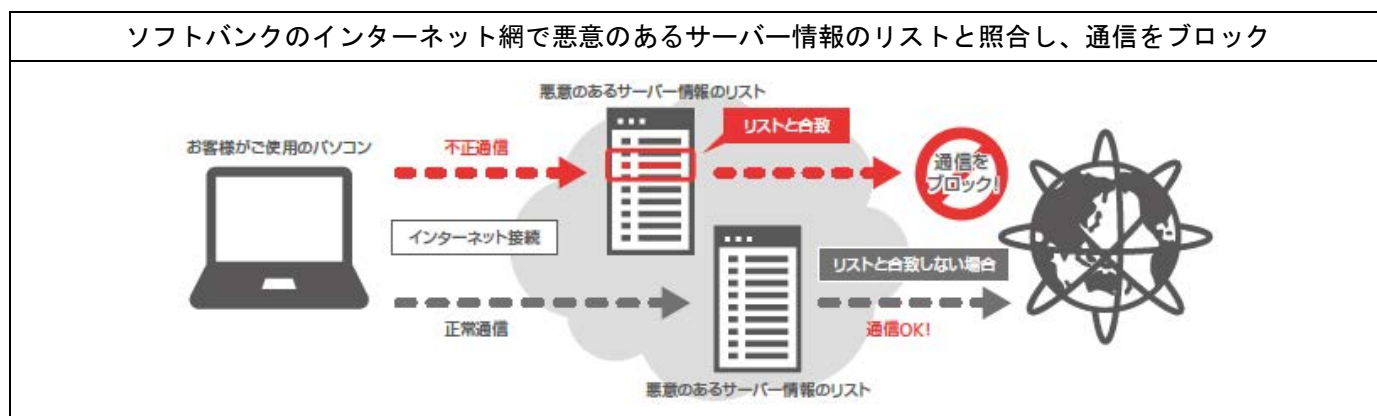 ソフトバンクのインターネット網で悪意のあるサーバー情報のリストと照合し、通信をブロック
悪意のあるサーバー情報のリスト
リストと合致
お客様がご使用のパソコン
不正通信
通信を
ブロック!
インターネット接続
リストと合致しない場合
正常通信
通信OK!
悪意のあるサーバー情報のリスト